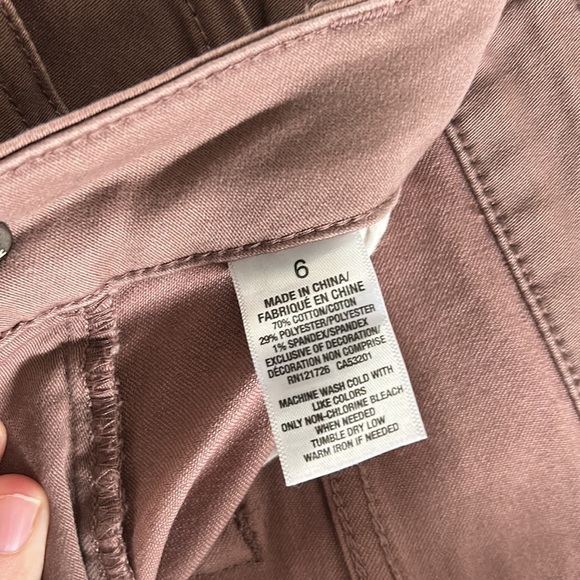 6
MADE IN CHINA/
FABRIQUÉ EN CHINE
70% COTTON/COTON
29% POLYESTER/POLYESTER
1% SPANDEX/SPANDEX
EXCLUSIVE OF DECORATION/
DÉCORATION NON COMPRISE
RN121726 CA53201
MACHINE WASH COLD WITH
LIKE COLORS
ONLY NON-CHLORINE BLEACH
WHEN NEEDED
TUMBLE DRY LOW
WARM IRON IF NEEDED